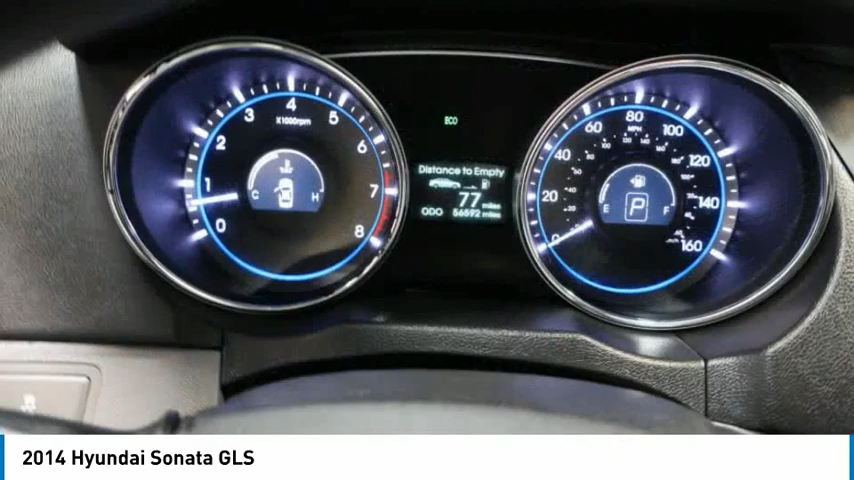 0 1 2 3 4 5 6 7 8
X1000rpm
C H
ECO
Distance to Empty
77 miles
ODO 56592 miles
0 20 40 60 80 100 120 140 160
MPH
E P F
2014 Hyundai Sonata GLS